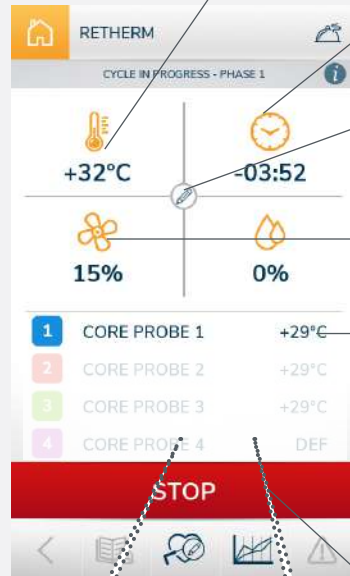 RETHERM
CYCLE IN PROGRESS - PHASE 1
i
+32°C
-03:52
15%
0%
1 CORE PROBE 1 +29°C
2 CORE PROBE 2 +29°C
3 CORE PROBE 3 +29°C
4 CORE PROBE 4 DEF
STOP